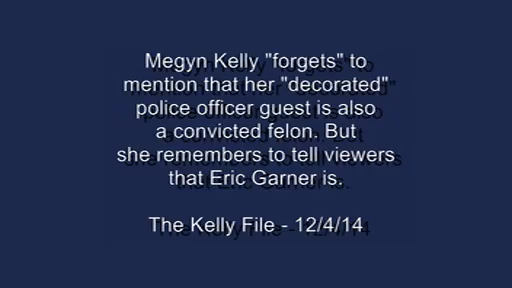 Megyn Kelly "forgets" to
mention that her "decorated"
police officer guest is also
a convicted felon. But
she remembers to tell viewers
that Eric Garner is.
The Kelly File - 12/4/14